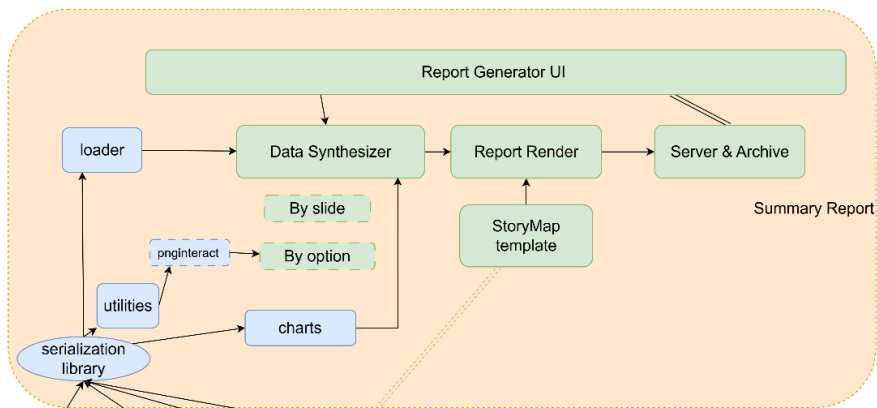 Report Generator UI
loader
Data Synthesizer
Report Render
Server & Archive
By slide
Summary Report
StoryMap
template
pnginteract
By option
utilities
charts
serialization
library